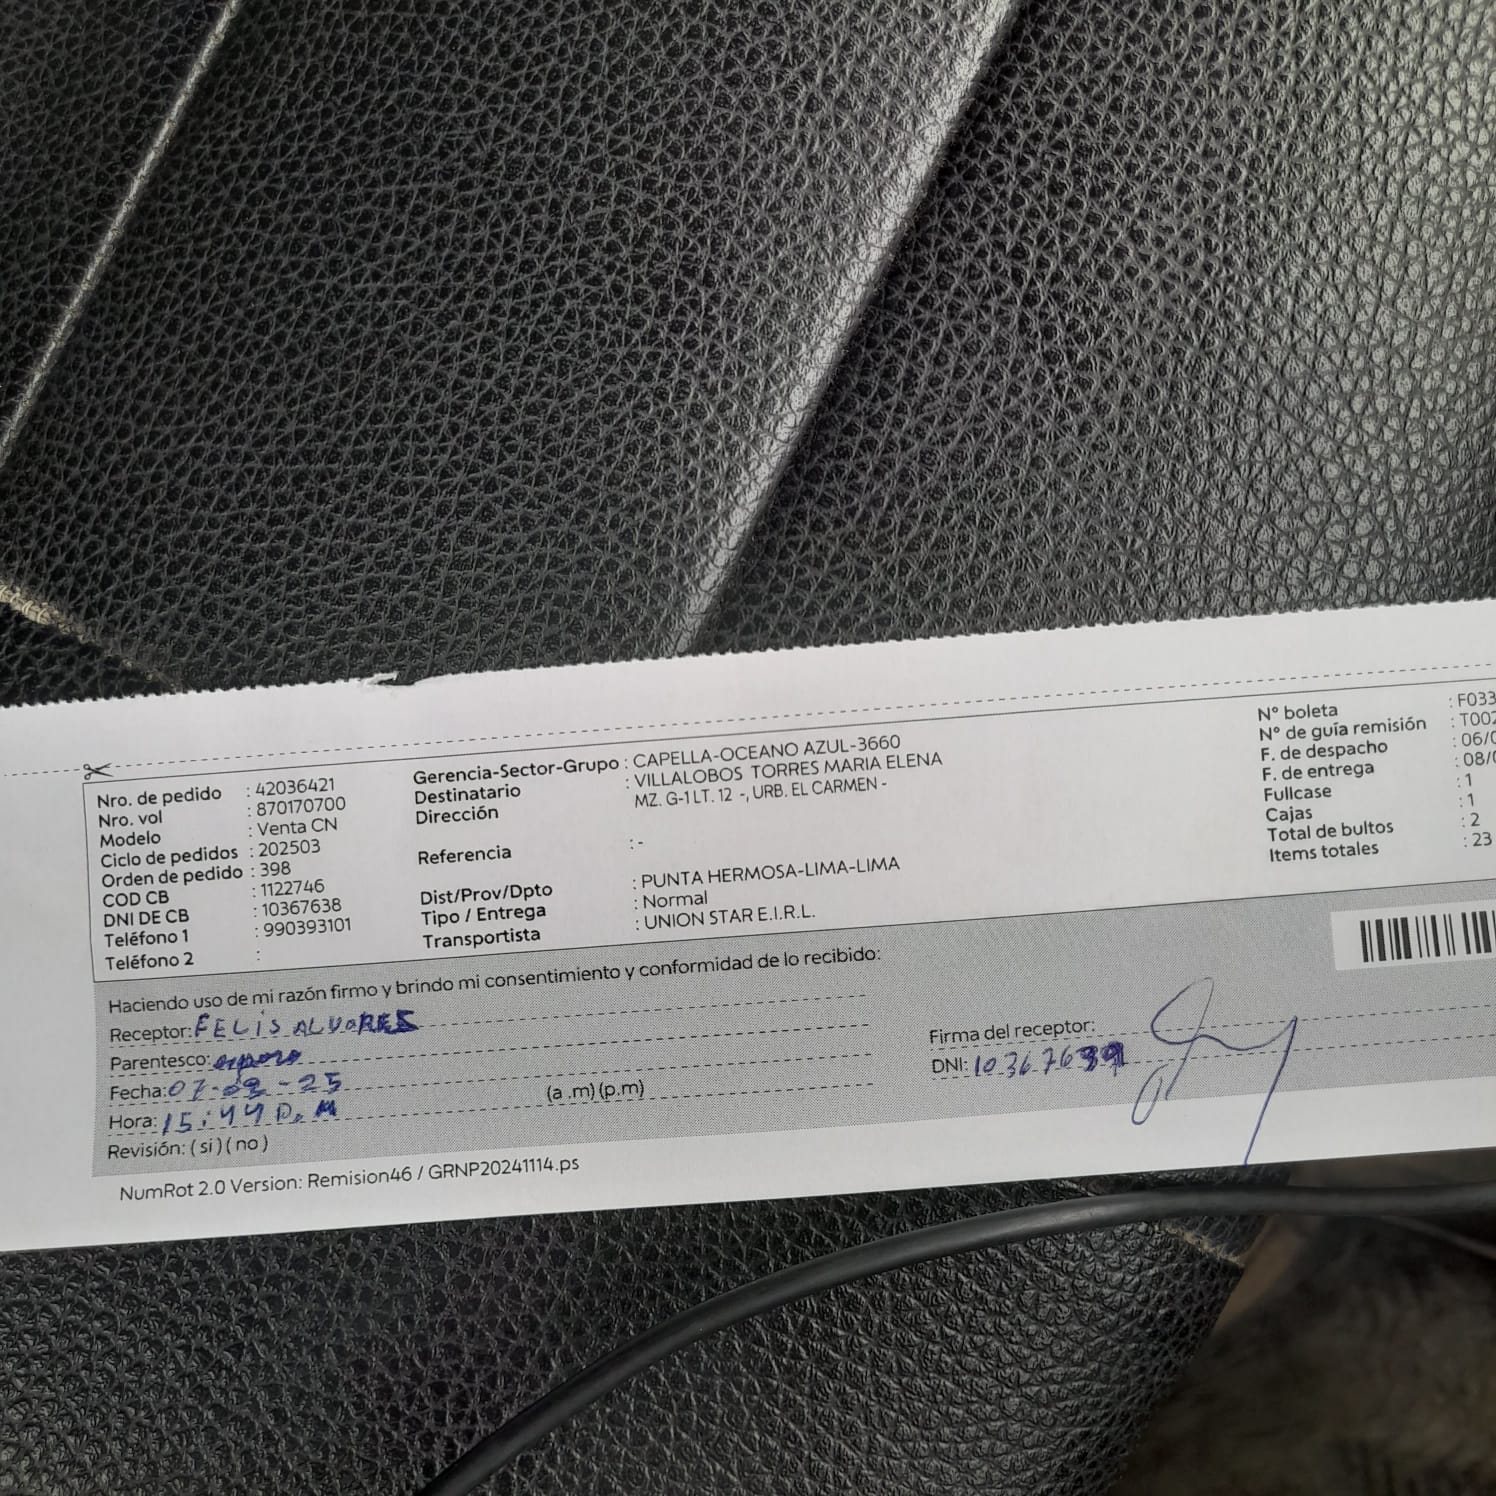 Nro. de pedido : 42036421
Nro. vol : 870170700
Modelo : Venta CN
Ciclo de pedidos : 202503
Orden de pedido : 398
COD CB : 1122746
DNI DE CB : 10367638
Teléfono 1 : 990393101
Teléfono 2 :
Gerencia-Sector-Grupo : CAPELLA-OCEANO AZUL-3660
Destinatario : VILLALOBOS TORRES MARIA ELENA
Dirección MZ. G-1 LT. 12 -, URB. EL CARMEN -
Referencia : -
Dist/Prov/Dpto : PUNTA HERMOSA-LIMA-LIMA
Tipo / Entrega : Normal
Transportista : UNION STAR E.I.R.L.
N° boleta : F033
N° de guía remisión : T002
F. de despacho : 06/0
F. de entrega : 08/0
Fullcase : 1
Cajas : 1
Total de bultos : 2
Items totales : 23
Haciendo uso de mi razón firmo y brindo mi consentimiento y conformidad de lo recibido:
Receptor: FELIS ALVARES
Parentesco: esposo
Fecha: 07- -25
Hora: 15:44 P.M (a .m) (p.m)
Revisión: ( si ) ( no )
Firma del receptor:
DNI:
NumRot 2.0 Version: Remision46 / GRNP20241114.ps